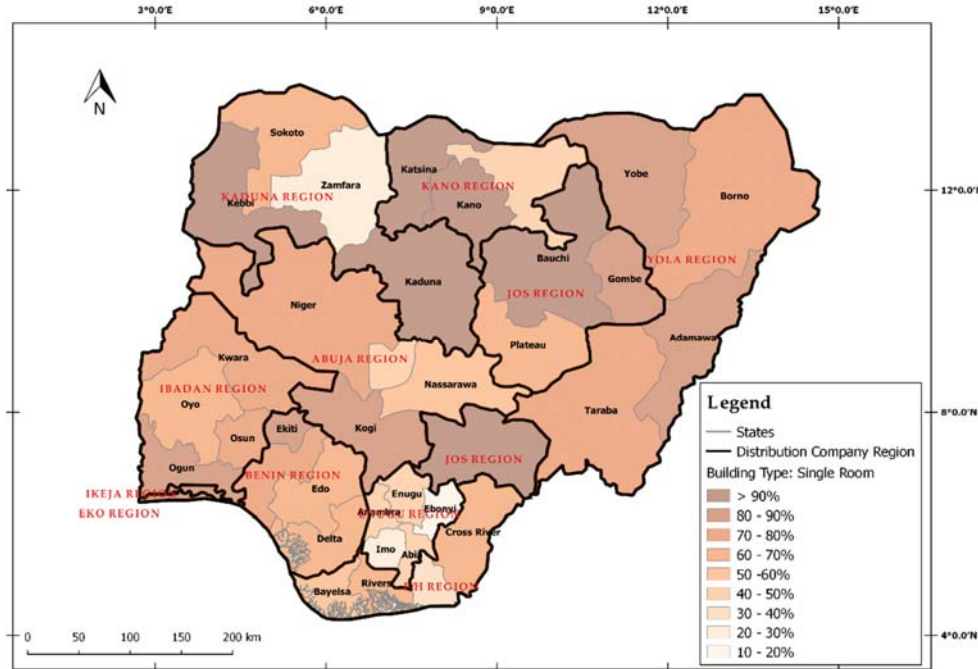 3°0.0'E 6°0.0'E 9°0.0'E 12°0.0'E 15°0.0'E
N
Sokoto
Zamfara
Katsina
Yobe
Borno
KANO REGION
KADUNA REGION
Kebbi
Kano
12°0.0'N
Bauchi
YOLA REGION
Kaduna
Gombe
JOS REGION
Niger
Adamawa
Plateau
Kwara
ABUJA REGION
Nassarawa
IBADAN REGION
Oyo
Taraba
8°0.0'N
Ekiti
Kogi
Osun
JOS REGION
Ogun
BENIN REGION
Edo
Enugu
IKEJA REGION
Ebonyi
EKO REGION
Anambra
REGION
Delta
Cross River
Imo
Abia
Bayelsa
Rivers
PH REGION
4°0.0'N
0 50 100 150 200 km
Legend
States
Distribution Company Region
Building Type: Single Room
> 90%
80 - 90%
70 - 80%
60 - 70%
50 -60%
40 - 50%
30 - 40%
20 - 30%
10 - 20%